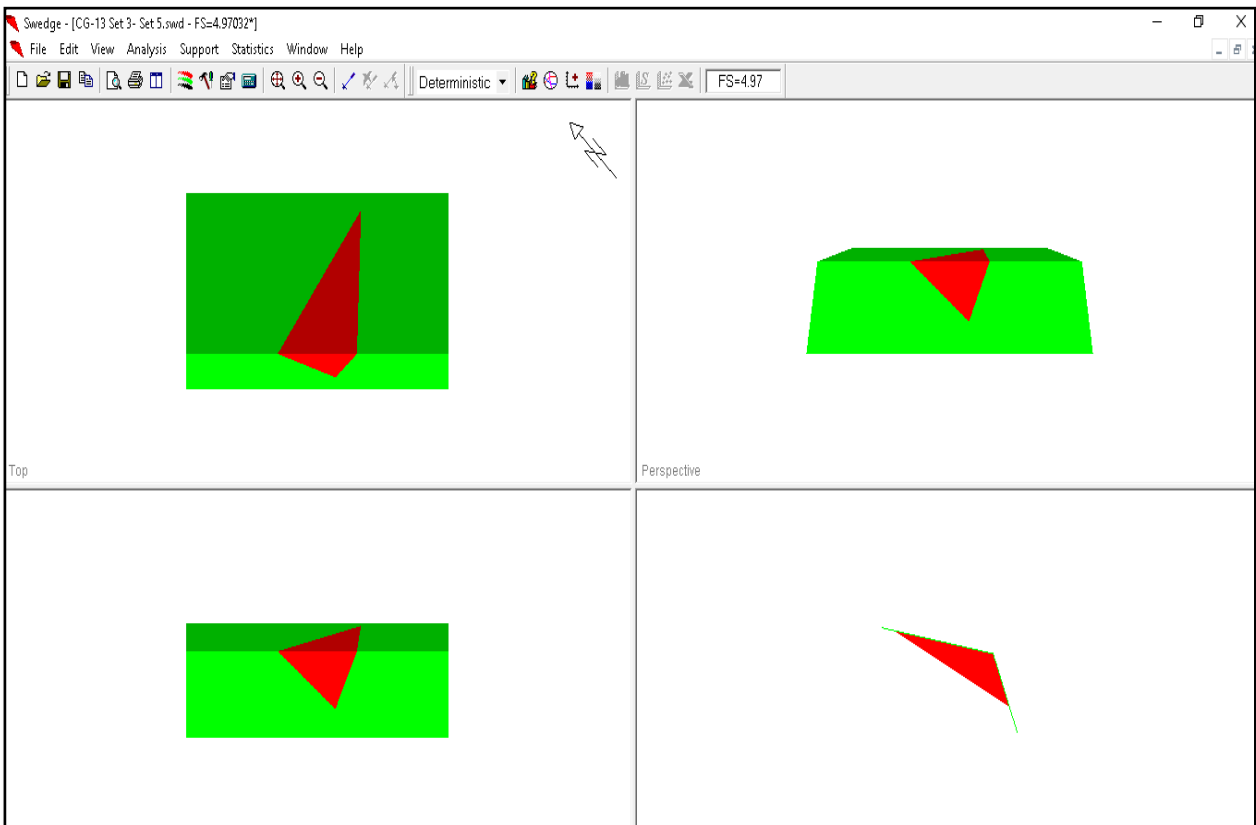 Swedge - [CG-13 Set 3- Set 5.swd - FS=4.97032*]
File Edit View Analysis Support Statistics Window Help
Deterministic FS=4.97
Top
Perspective